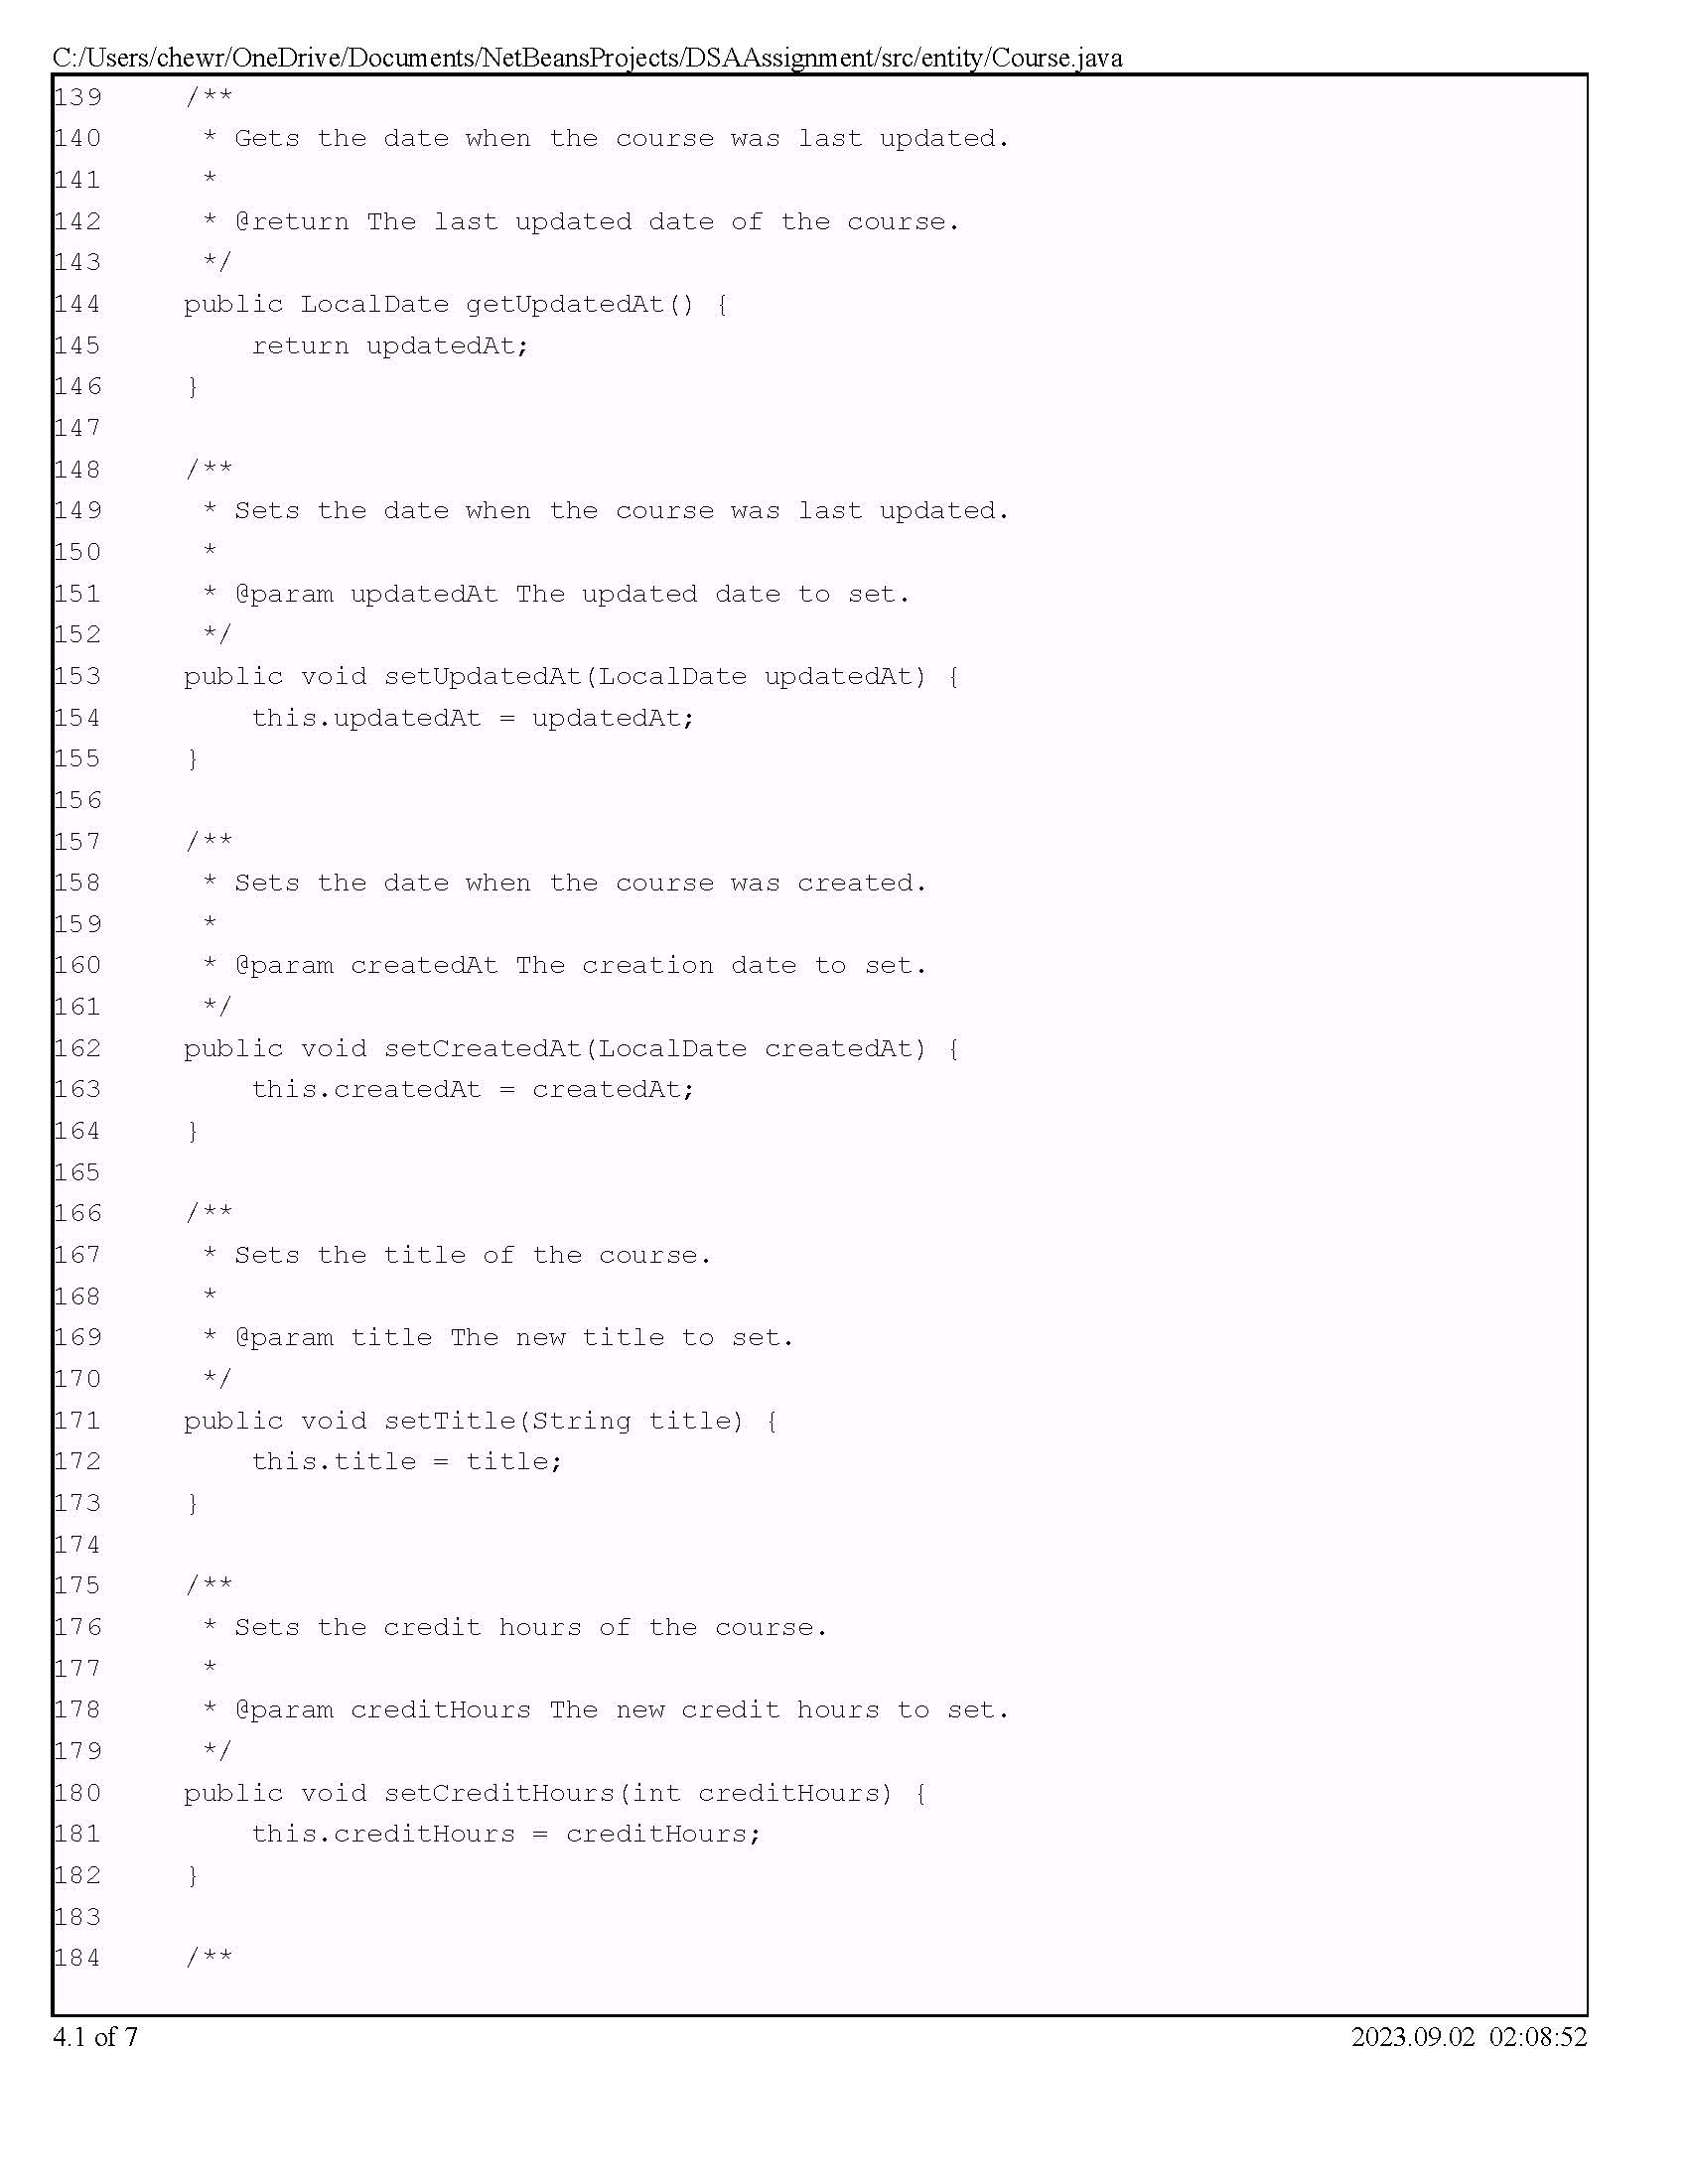 C:/Users/chewr/OneDrive/Documents/NetBeansProjects/DSAAssignment/src/entity/Course.java
139     /**
140      * Gets the date when the course was last updated.
141      *
142      * @return The last updated date of the course.
143      */
144     public LocalDate getUpdatedAt() {
145         return updatedAt;
146     }
147
148     /**
149      * Sets the date when the course was last updated.
150      *
151      * @param updatedAt The updated date to set.
152      */
153     public void setUpdatedAt(LocalDate updatedAt) {
154         this.updatedAt = updatedAt;
155     }
156
157     /**
158      * Sets the date when the course was created.
159      *
160      * @param createdAt The creation date to set.
161      */
162     public void setCreatedAt(LocalDate createdAt) {
163         this.createdAt = createdAt;
164     }
165
166     /**
167      * Sets the title of the course.
168      *
169      * @param title The new title to set.
170      */
171     public void setTitle(String title) {
172         this.title = title;
173     }
174
175     /**
176      * Sets the credit hours of the course.
177      *
178      * @param creditHours The new credit hours to set.
179      */
180     public void setCreditHours(int creditHours) {
181         this.creditHours = creditHours;
182     }
183
184     /**
4.1 of 7    2023.09.02  02:08:52